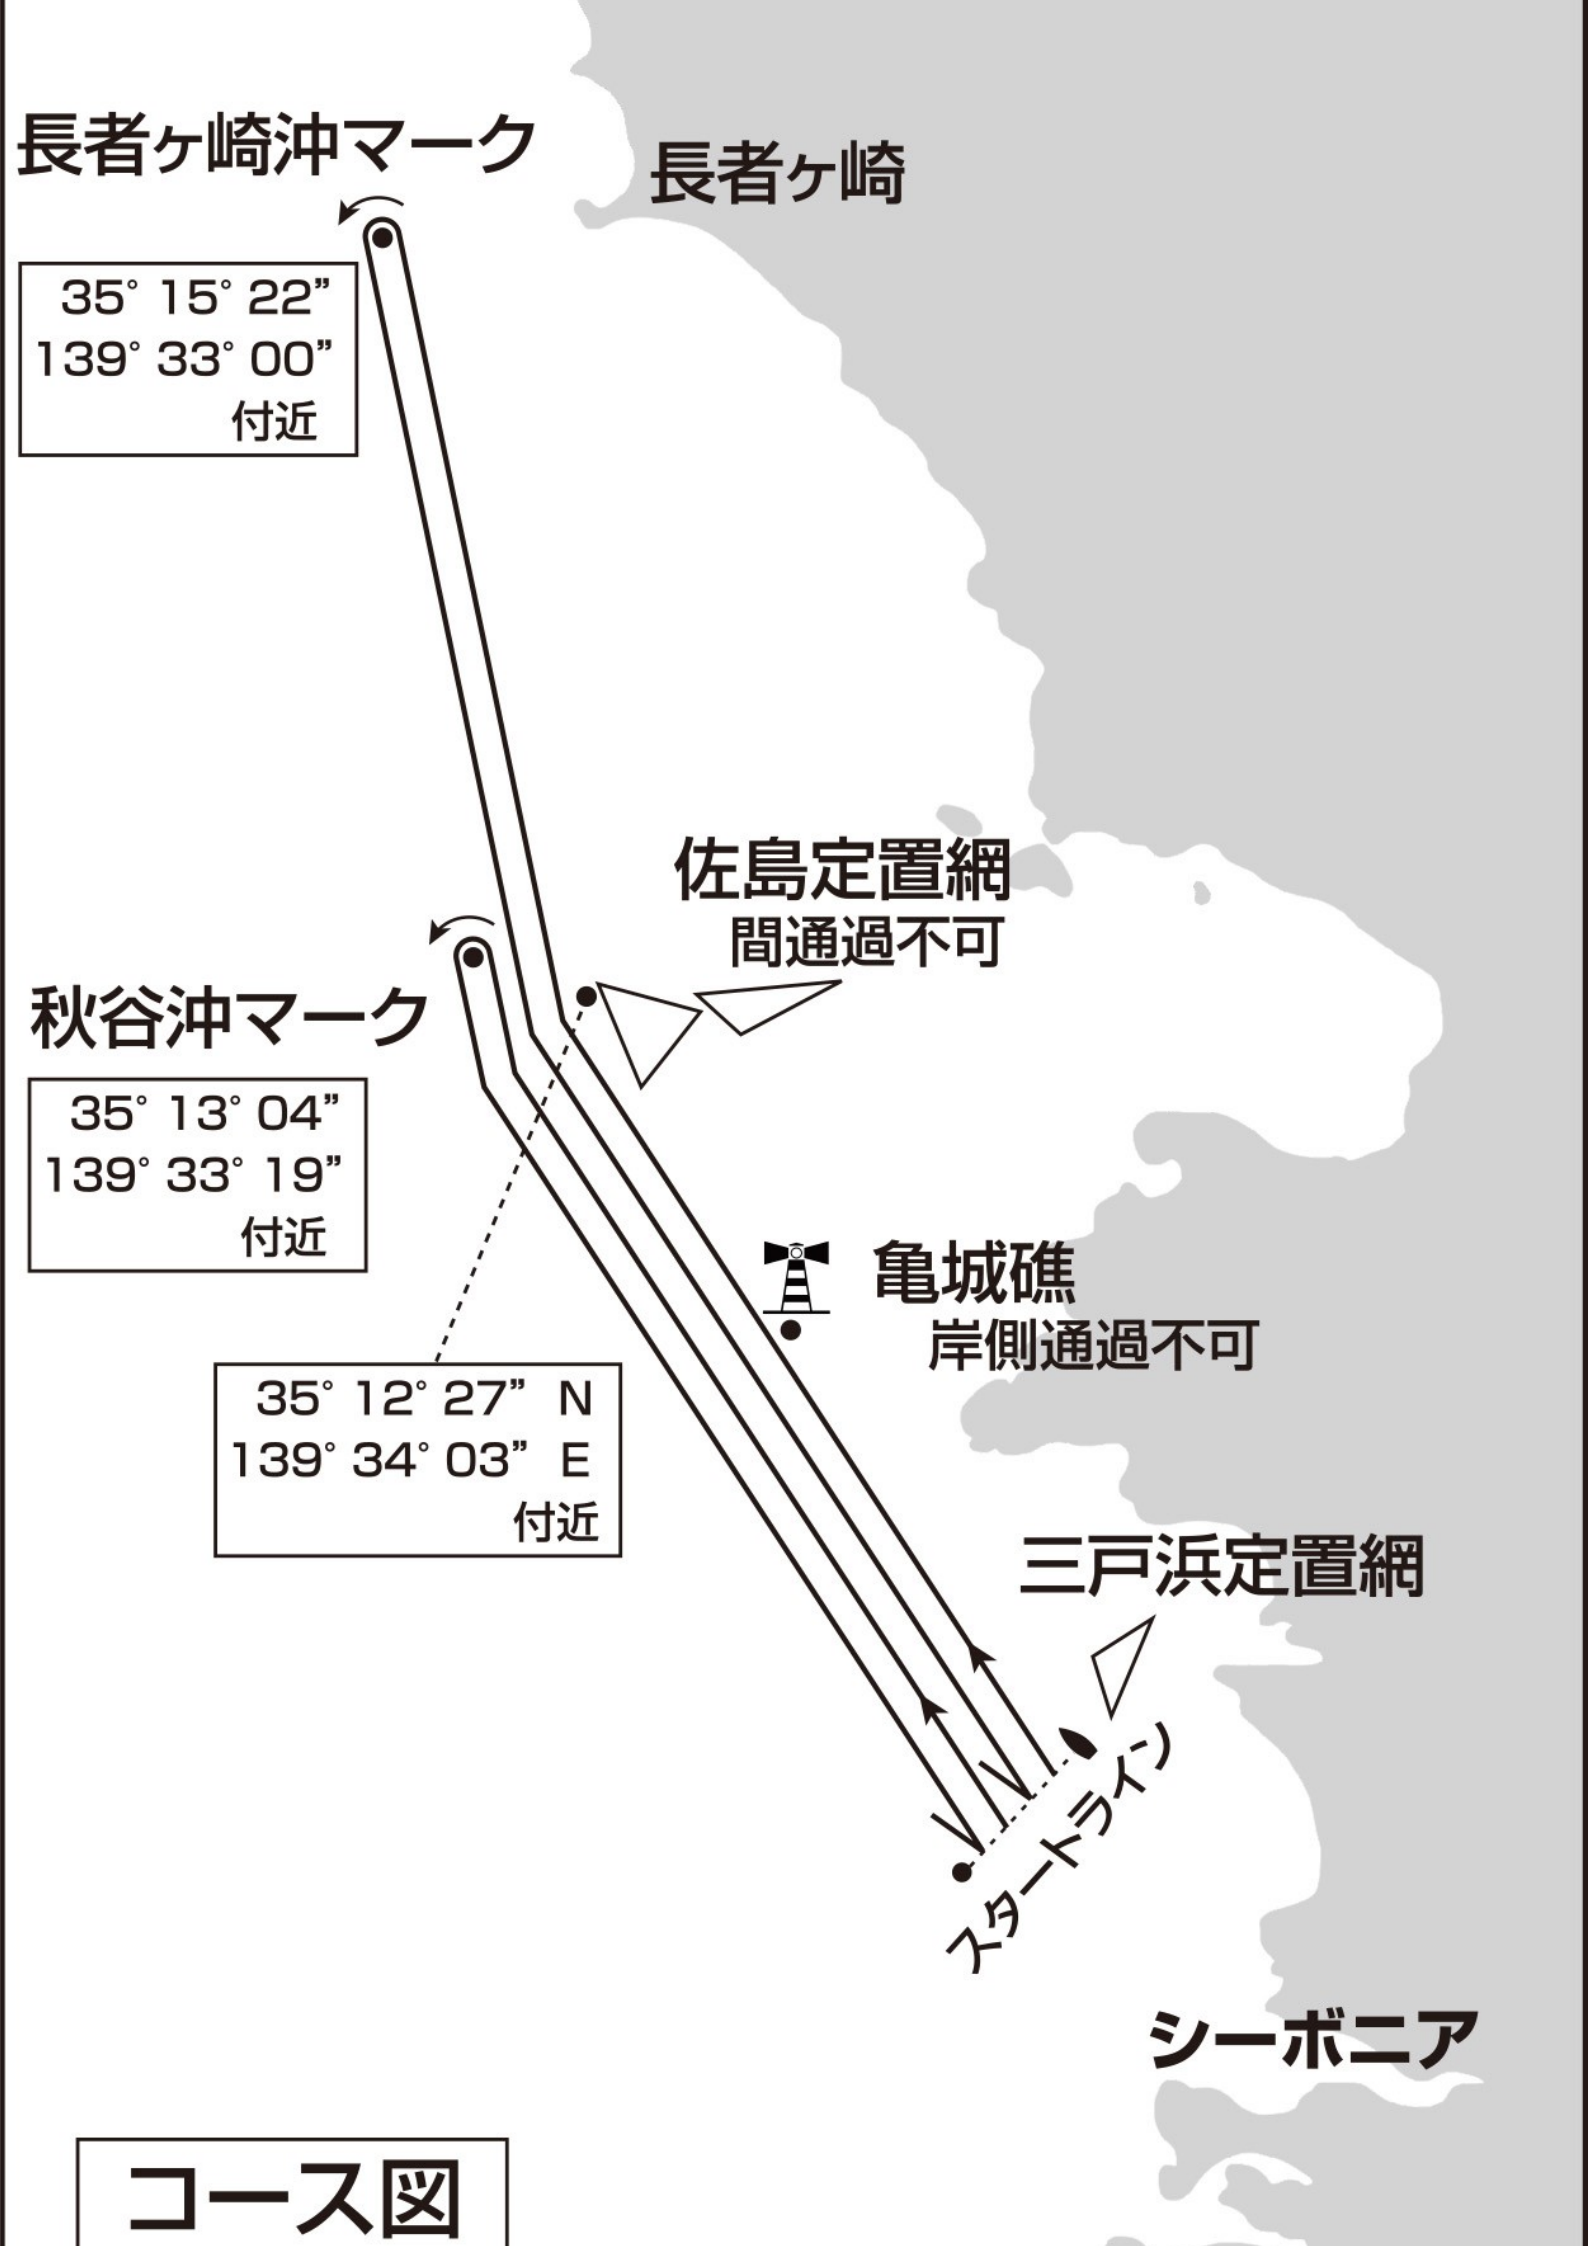 長者ヶ崎沖マーク
長者ヶ崎
35° 15° 22”
139° 33° 00”
付近
佐島定置網
間通過不可
秋谷沖マーク
35° 13° 04”
139° 33° 19”
付近
亀城礁
岸側通過不可
35° 12° 27” N
139° 34° 03” E
付近
三戸浜定置網
スタートライン
シーボニア
コース図